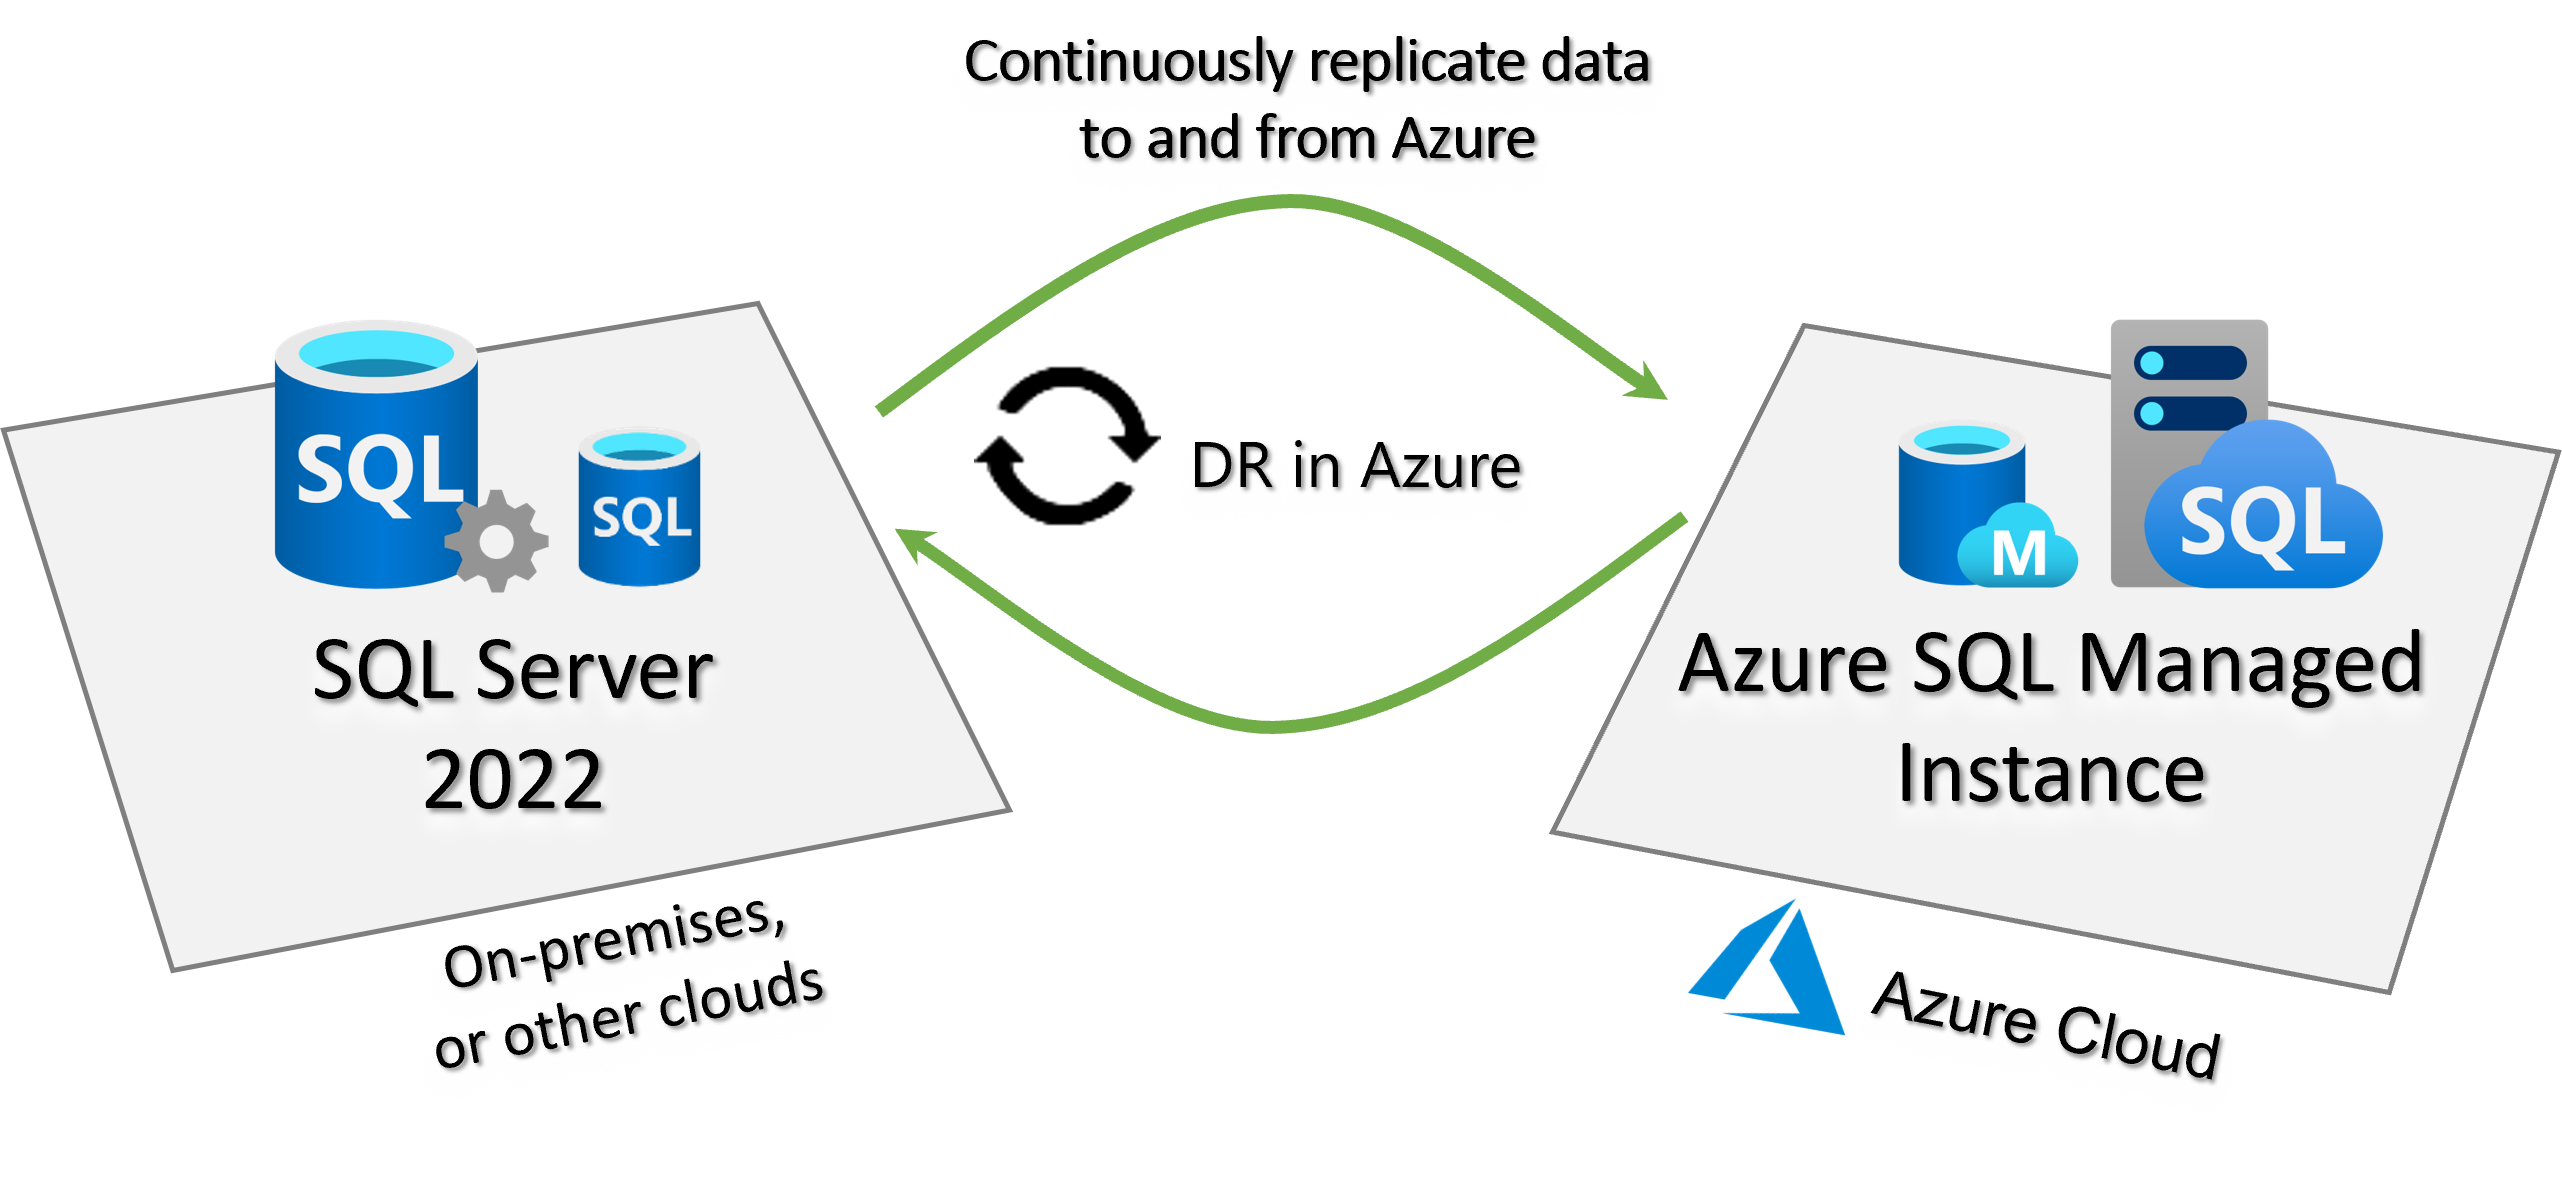 Continuously replicate data
to and from Azure
SQL
SQL
DR in Azure
M
SQL
SQL Server
2022
Azure SQL Managed
Instance
On-premises,
or other clouds
Azure Cloud